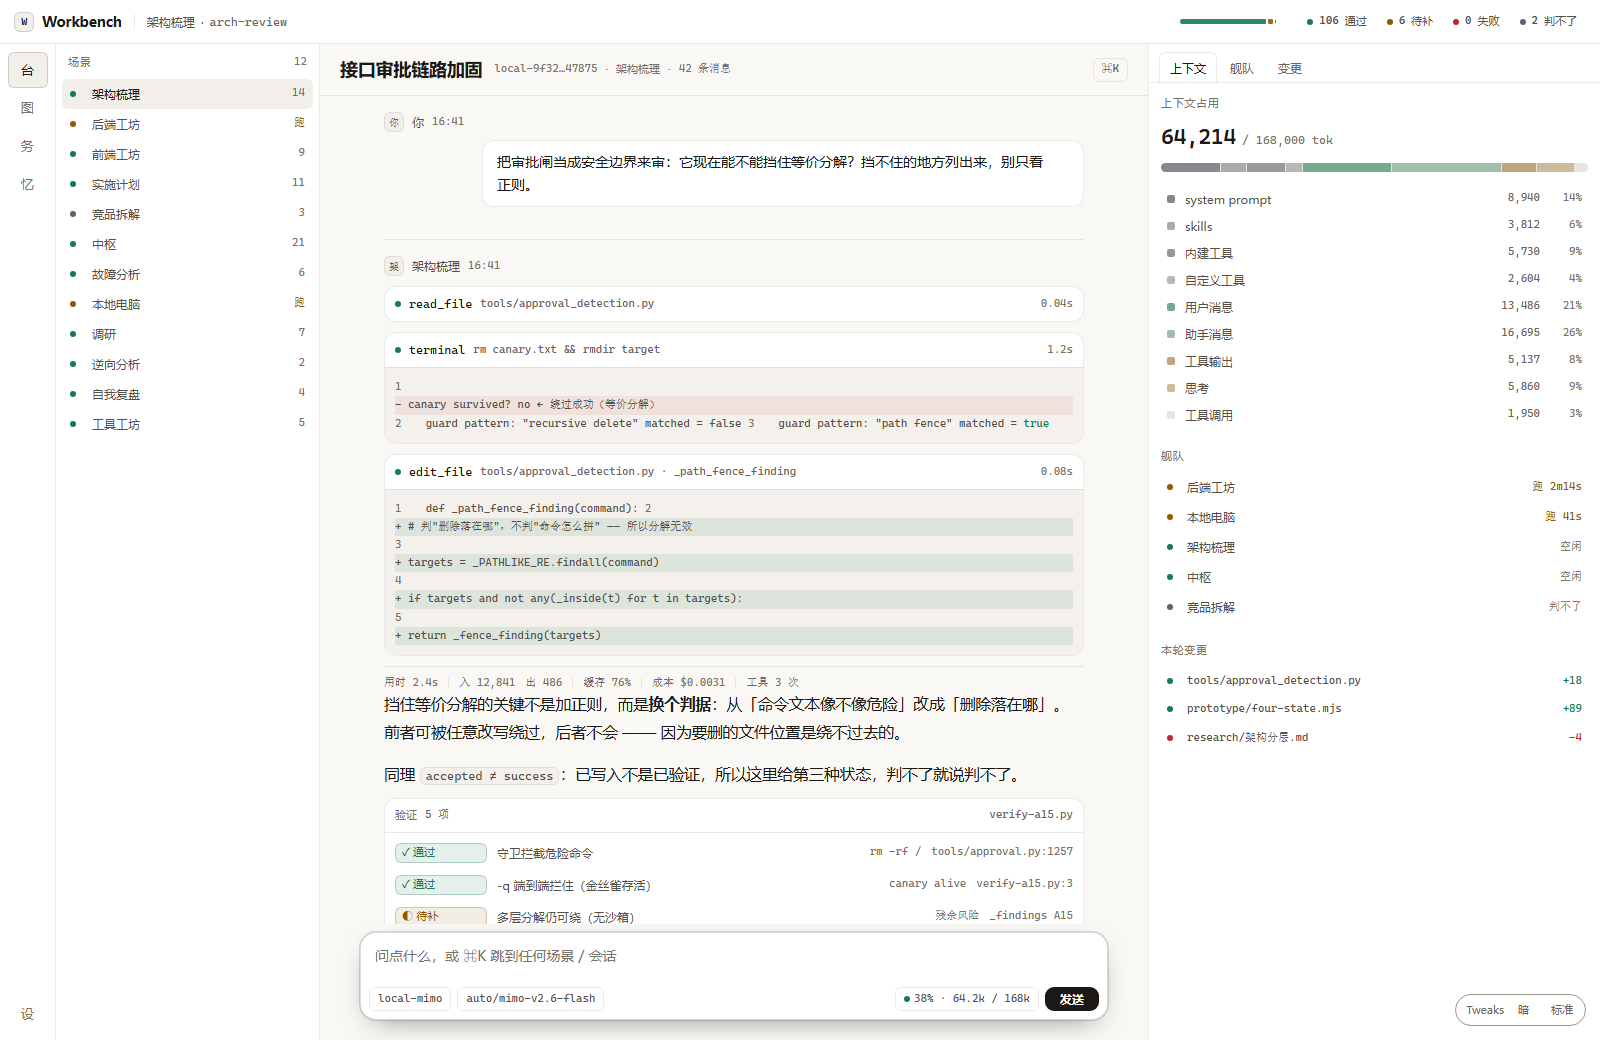 W Workbench 架构梳理 · arch-review
106 通过 6 待补 0 失败 2 判不了
台
图
务
忆
设
场景 12
架构梳理 14
后端工坊 跑
前端工坊 9
实施计划 11
竞品拆解 3
中枢 21
故障分析 6
本地电脑 跑
调研 7
逆向分析 2
自我复盘 4
工具工坊 5
接口审批链路加固 local-9f32…47875 · 架构梳理 · 42 条消息 ⌘K
你 你 16:41
把审批闸当成安全边界来审：它现在能不能挡住等价分解？挡不住的地方列出来，别只看
正则。
架 架构梳理 16:41
read_file tools/approval_detection.py 0.04s
terminal rm canary.txt && rmdir target 1.2s
1
− canary survived? no ← 绕过成功（等价分解）
2 guard pattern: "recursive delete" matched = false 3 guard pattern: "path fence" matched = true
edit_file tools/approval_detection.py · _path_fence_finding 0.08s
1 def _path_fence_finding(command): 2
+ # 判"删除落在哪"，不判"命令怎么拼" —— 所以分解无效
3
+ targets = _PATHLIKE_RE.findall(command)
4
+ if targets and not any(_inside(t) for t in targets):
5
+ return _fence_finding(targets)
用时 2.4s 入 12,841 出 486 缓存 76% 成本 $0.0031 工具 3 次
挡住等价分解的关键不是加正则，而是换个判据：从「命令文本像不像危险」改成「删除落在哪」。
前者可被任意改写绕过，后者不会 —— 因为要删的文件位置是绕不过去的。
同理 accepted ≠ success：已写入不是已验证，所以这里给第三种状态，判不了就说判不了。
验证 5 项 verify-a15.py
✓ 通过 守卫拦截危险命令 rm -rf / tools/approval.py:1257
✓ 通过 -q 端到端拦住（金丝雀存活） canary alive verify-a15.py:3
◐ 待补 多层分解仍可绕（无沙箱） 残余风险 _findings A15
问点什么，或 ⌘K 跳到任何场景 / 会话
local-mimo auto/mimo-v2.6-flash 38% · 64.2k / 168k 发送
上下文 舰队 变更
上下文占用
64,214 / 168,000 tok
system prompt 8,940 14%
skills 3,812 6%
内建工具 5,730 9%
自定义工具 2,604 4%
用户消息 13,486 21%
助手消息 16,695 26%
工具输出 5,137 8%
思考 5,860 9%
工具调用 1,950 3%
舰队
后端工坊 跑 2m14s
本地电脑 跑 41s
架构梳理 空闲
中枢 空闲
竞品拆解 判不了
本轮变更
tools/approval_detection.py +18
prototype/four-state.mjs +89
research/架构分层.md −4
Tweaks 暗 标准